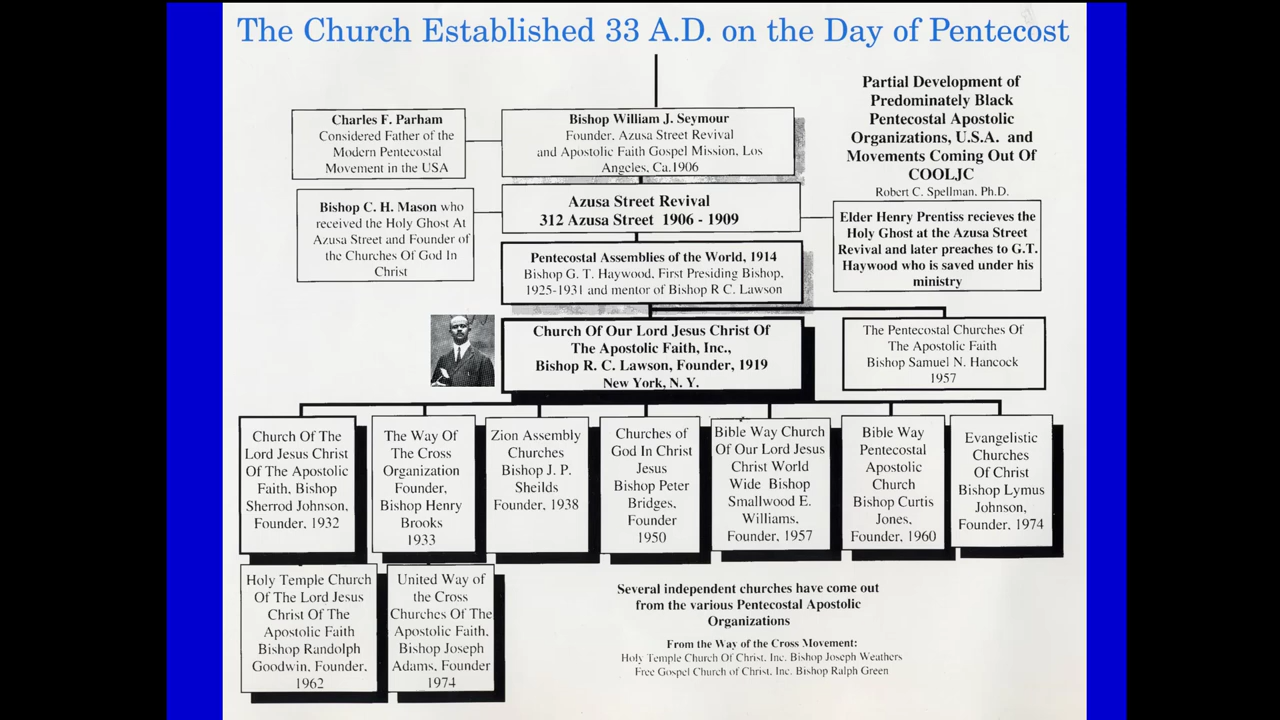 The Church Established 33 A.D. on the Day of Pentecost
Partial Development of
Predominately Black
Pentecostal Apostolic
Organizations, U.S.A. and
Movements Coming Out Of
COOLJC
Robert C. Spellman, Ph.D.
Charles F. Parham
Considered Father of the
Modern Pentecostal
Movement in the USA
Bishop William J. Seymour
Founder, Azusa Street Revival
and Apostolic Faith Gospel Mission, Los
Angeles, Ca.1906
Bishop C. H. Mason who
received the Holy Ghost At
Azusa Street and Founder of
the Churches Of God In
Christ
Azusa Street Revival
312 Azusa Street 1906 - 1909
Elder Henry Prentiss recieves the
Holy Ghost at the Azusa Street
Revival and later preaches to G.T.
Haywood who is saved under his
ministry
Pentecostal Assemblies of the World, 1914
Bishop G. T. Haywood, First Presiding Bishop,
1925-1931 and mentor of Bishop R C. Lawson
Church Of Our Lord Jesus Christ Of
The Apostolic Faith, Inc.,
Bishop R. C. Lawson, Founder, 1919
New York, N. Y.
The Pentecostal Churches Of
The Apostolic Faith
Bishop Samuel N. Hancock
1957
Church Of The
Lord Jesus Christ
Of The Apostolic
Faith, Bishop
Sherrod Johnson,
Founder, 1932
The Way Of
The Cross
Organization
Founder,
Bishop Henry
Brooks
1933
Zion Assembly
Churches
Bishop J. P.
Sheilds
Founder, 1938
Churches of
God In Christ
Jesus
Bishop Peter
Bridges,
Founder
1950
Bible Way Church
Of Our Lord Jesus
Christ World
Wide Bishop
Smallwood E.
Williams,
Founder, 1957
Bible Way
Pentecostal
Apostolic
Church
Bishop Curtis
Jones,
Founder, 1960
Evangelistic
Churches
Of Christ
Bishop Lymus
Johnson,
Founder, 1974
Holy Temple Church
Of The Lord Jesus
Christ Of The
Apostolic Faith
Bishop Randolph
Goodwin, Founder,
1962
United Way of
the Cross
Churches Of The
Apostolic Faith,
Bishop Joseph
Adams, Founder
1974
Several independent churches have come out
from the various Pentecostal Apostolic
Organizations
From the Way of the Cross Movement:
Holy Temple Church Of Christ, Inc. Bishop Joseph Weathers
Free Gospel Church of Christ, Inc. Bishop Ralph Green